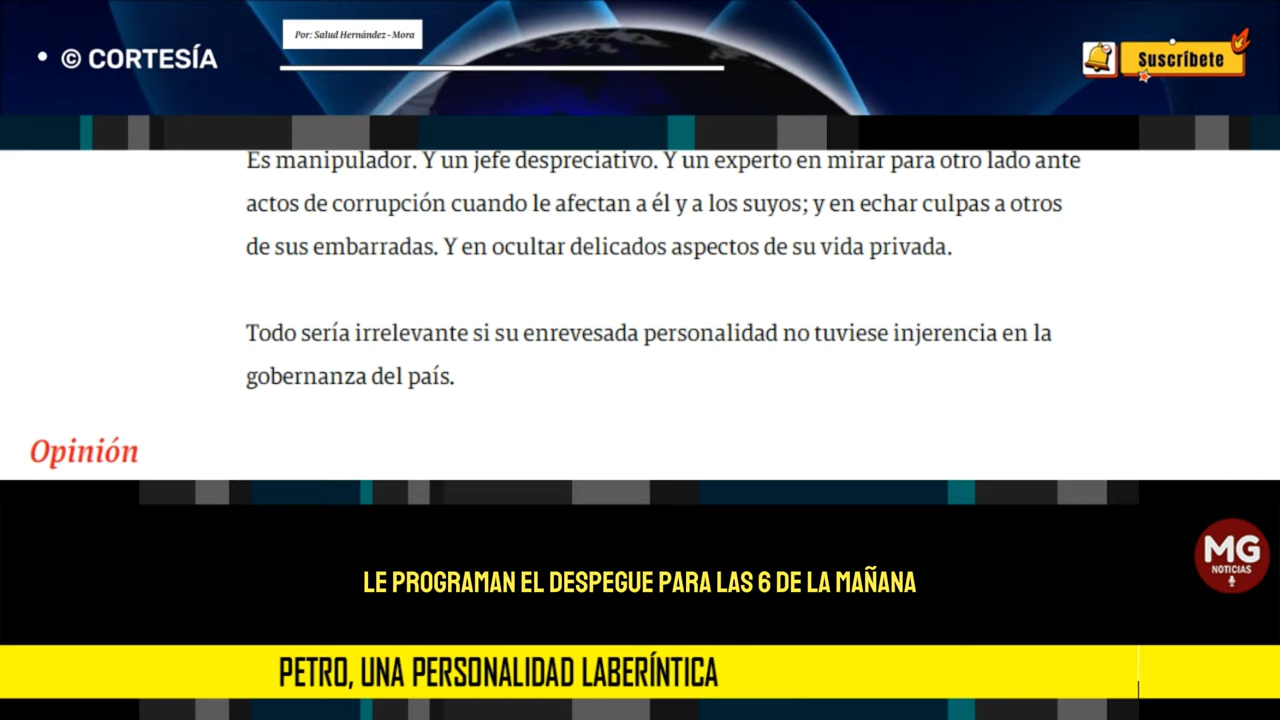 Por: Salud Hernández - Mora
• © CORTESÍA
Suscríbete
Es manipulador. Y un jefe despreciativo. Y un experto en mirar para otro lado ante
actos de corrupción cuando le afectan a él y a los suyos; y en echar culpas a otros
de sus embarradas. Y en ocultar delicados aspectos de su vida privada.
Todo sería irrelevante si su enrevesada personalidad no tuviese injerencia en la
gobernanza del país.
Opinión
MG
NOTICIAS
LE PROGRAMAN EL DESPEGUE PARA LAS 6 DE LA MAÑANA
PETRO, UNA PERSONALIDAD LABERÍNTICA